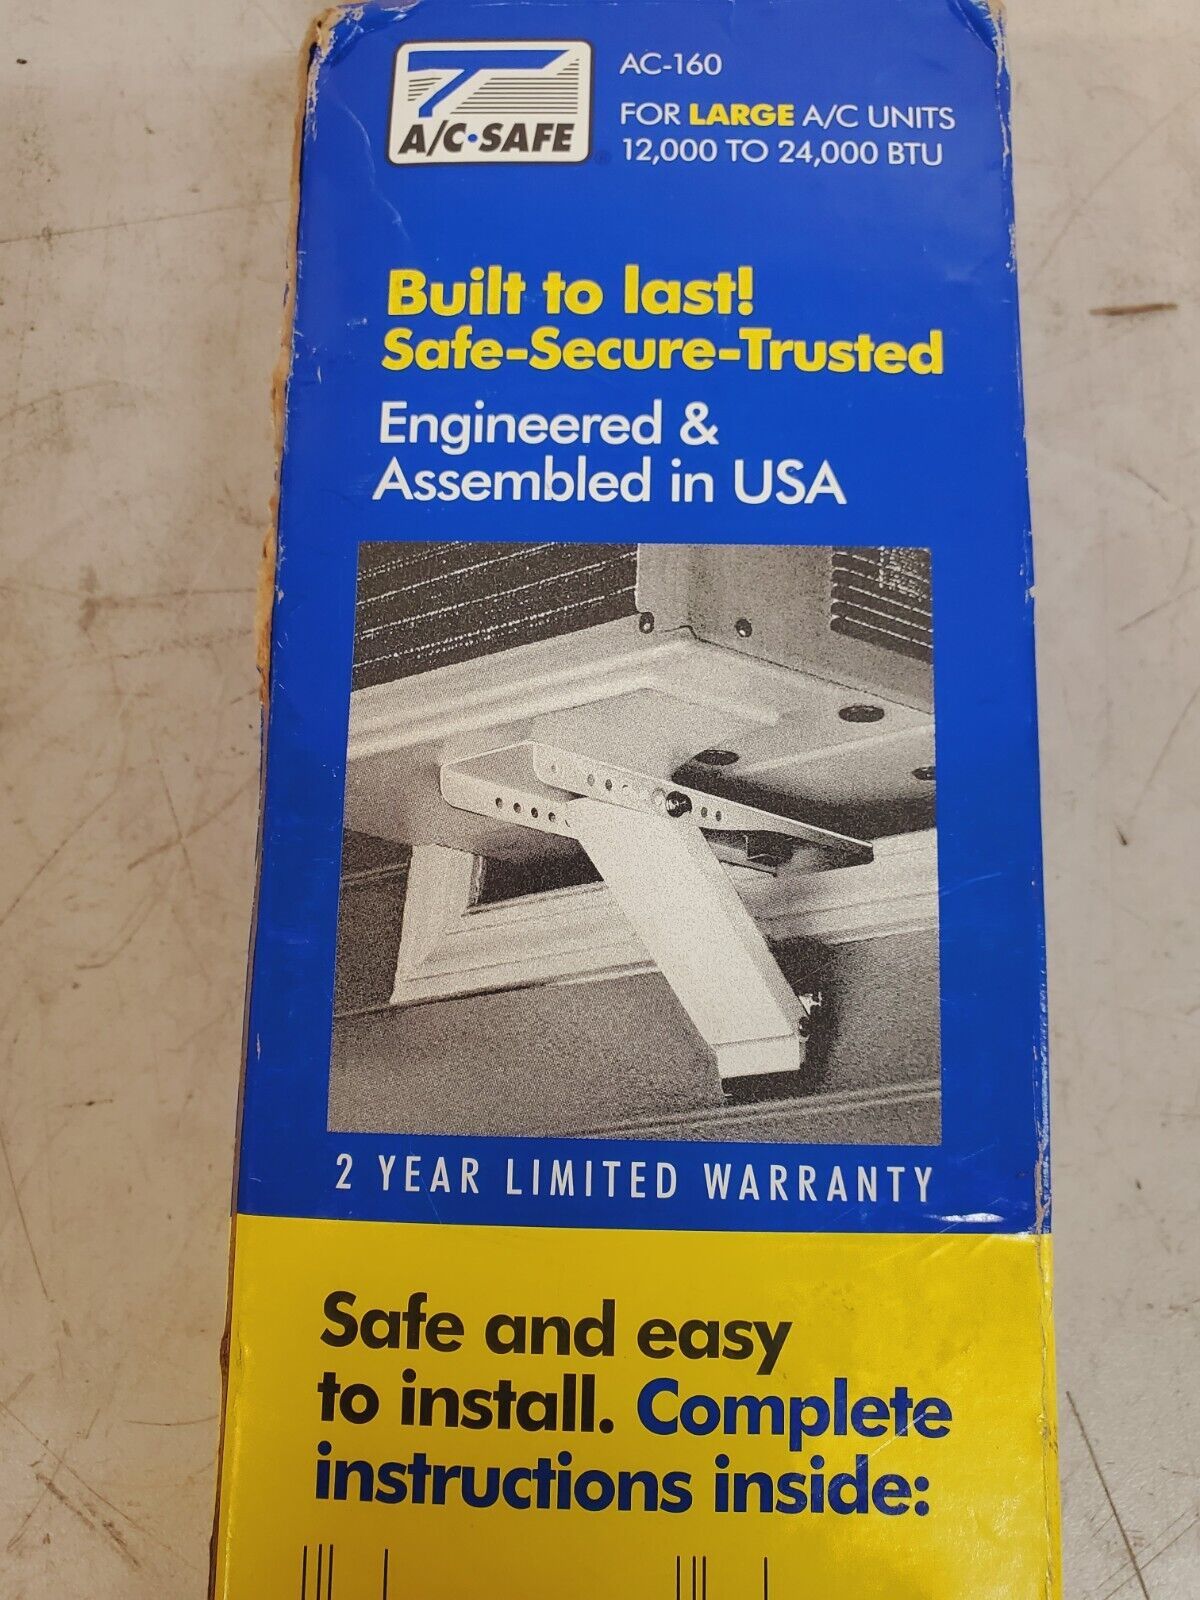 A/C·SAFE
®
AC-160
FOR LARGE A/C UNITS
12,000 TO 24,000 BTU
Built to last!
Safe-Secure-Trusted
Engineered &
Assembled in USA
2 YEAR LIMITED WARRANTY
Safe and easy
to install. Complete
instructions inside: